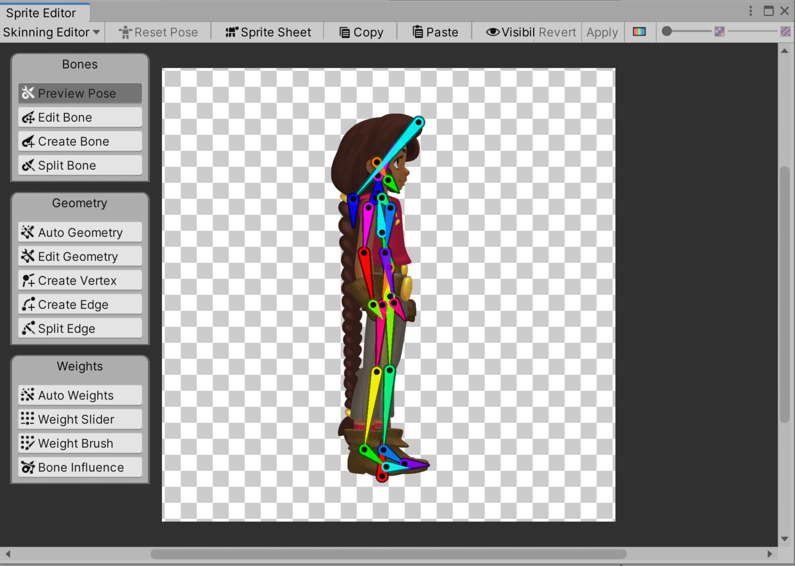 Sprite Editor
Skinning Editor Reset Pose Sprite Sheet Copy Paste Visibil Revert Apply
Bones
Preview Pose
Edit Bone
Create Bone
Split Bone
Geometry
Auto Geometry
Edit Geometry
Create Vertex
Create Edge
Split Edge
Weights
Auto Weights
Weight Slider
Weight Brush
Bone Influence